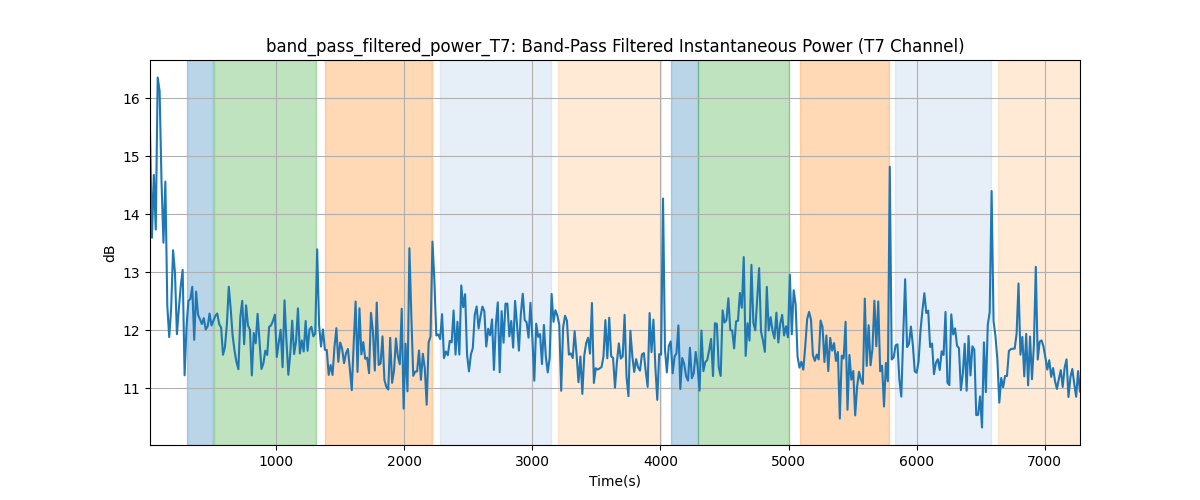 band_pass_filtered_power_T7: Band-Pass Filtered Instantaneous Power (T7 Channel)
16
15
14
13
12
11
dB
1000 2000 3000 4000 5000 6000 7000
Time(s)